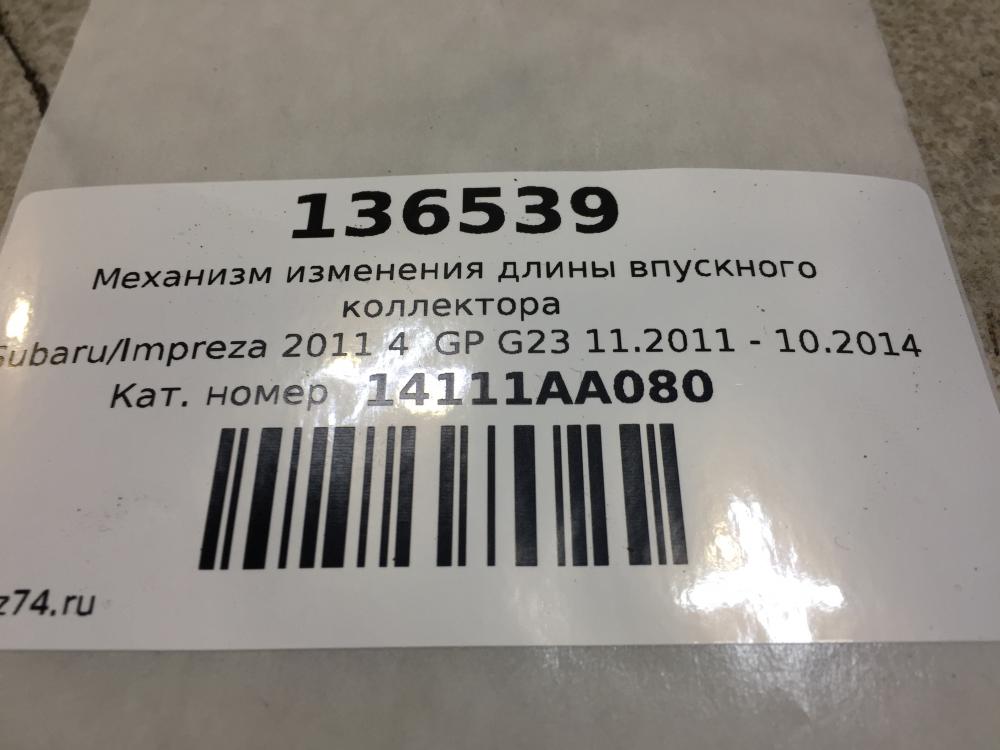 136539
Механизм изменения длины впускного
коллектора
Subaru/Impreza 2011 4 GP G23 11.2011 - 10.2014
Кат. номер 14111AA080
z74.ru